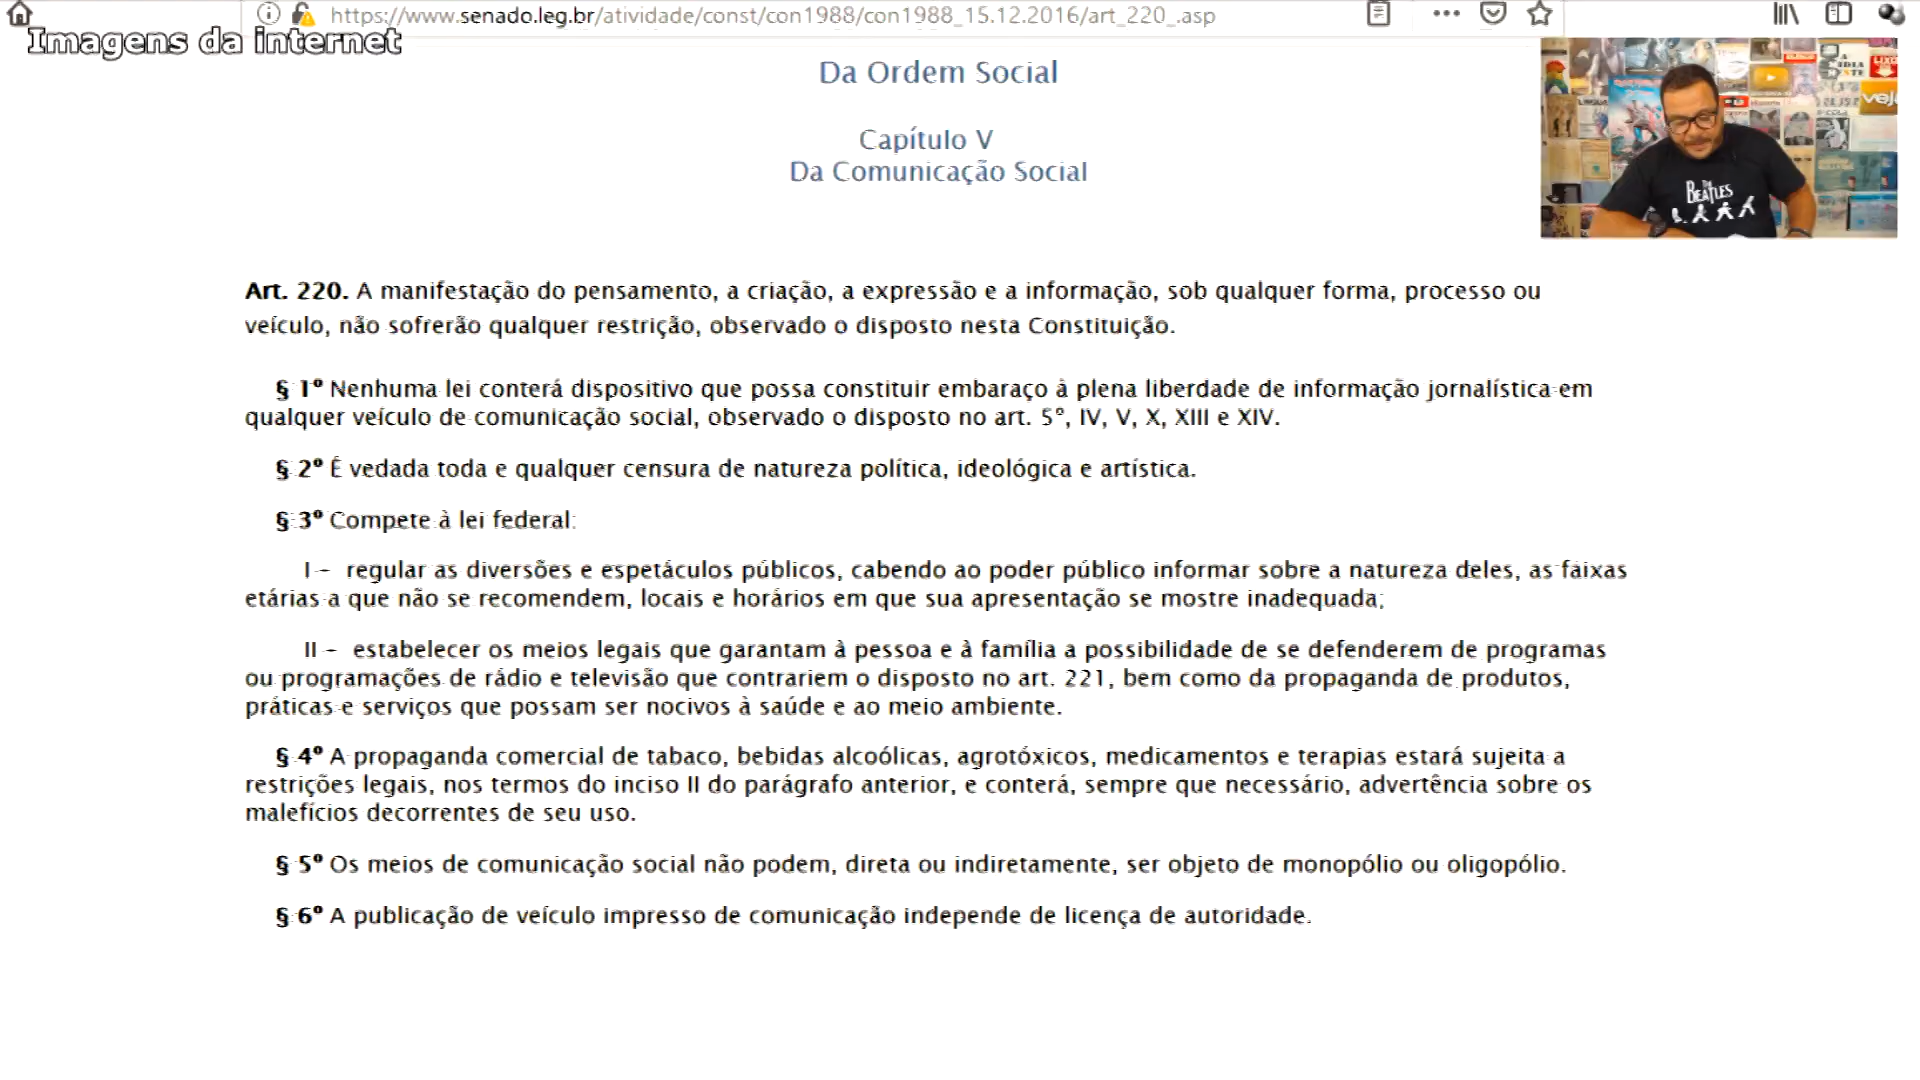 https://www.senado.leg.br/atividade/const/con1988/con1988_15.12.2016/art_220_.asp
Imagens da internet
Da Ordem Social
Capítulo V
Da Comunicação Social
THE
BEATLES
veja
Art. 220. A manifestação do pensamento, a criação, a expressão e a informação, sob qualquer forma, processo ou
veículo, não sofrerão qualquer restrição, observado o disposto nesta Constituição.
§ 1º Nenhuma lei conterá dispositivo que possa constituir embaraço à plena liberdade de informação jornalística em
qualquer veículo de comunicação social, observado o disposto no art. 5º, IV, V, X, XIII e XIV.
§ 2º É vedada toda e qualquer censura de natureza política, ideológica e artística.
§ 3º Compete à lei federal:
I – regular as diversões e espetáculos públicos, cabendo ao poder público informar sobre a natureza deles, as faixas
etárias a que não se recomendem, locais e horários em que sua apresentação se mostre inadequada;
II – estabelecer os meios legais que garantam à pessoa e à família a possibilidade de se defenderem de programas
ou programações de rádio e televisão que contrariem o disposto no art. 221, bem como da propaganda de produtos,
práticas e serviços que possam ser nocivos à saúde e ao meio ambiente.
§ 4º A propaganda comercial de tabaco, bebidas alcoólicas, agrotóxicos, medicamentos e terapias estará sujeita a
restrições legais, nos termos do inciso II do parágrafo anterior, e conterá, sempre que necessário, advertência sobre os
malefícios decorrentes de seu uso.
§ 5º Os meios de comunicação social não podem, direta ou indiretamente, ser objeto de monopólio ou oligopólio.
§ 6º A publicação de veículo impresso de comunicação independe de licença de autoridade.